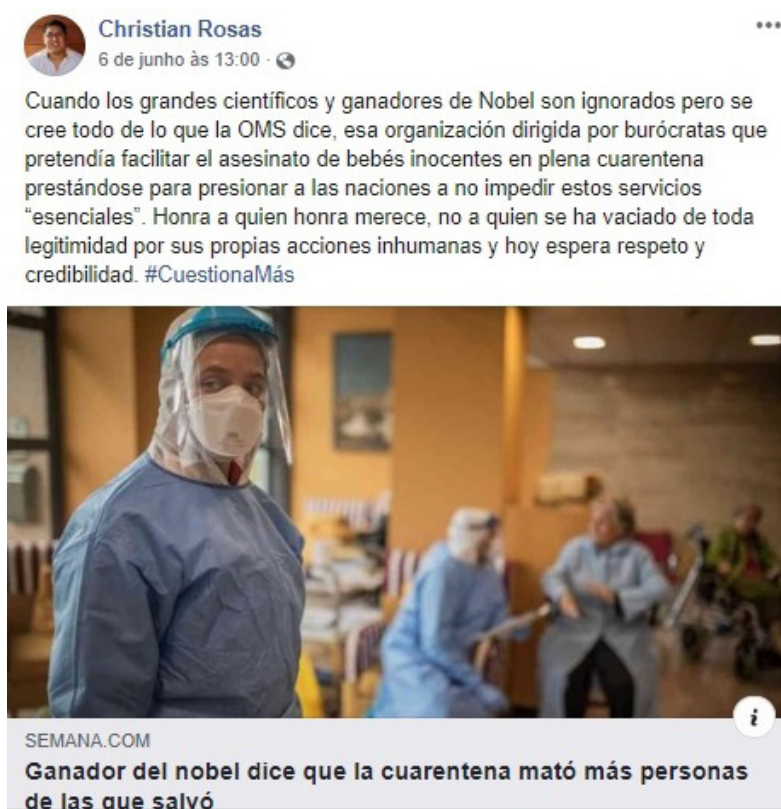 Christian Rosas
6 de junho às 13:00 ·
Cuando los grandes científicos y ganadores de Nobel son ignorados pero se
cree todo de lo que la OMS dice, esa organización dirigida por burócratas que
pretendía facilitar el asesinato de bebés inocentes en plena cuarentena
prestándose para presionar a las naciones a no impedir estos servicios
“esenciales”. Honra a quien honra merece, no a quien se ha vaciado de toda
legitimidad por sus propias acciones inhumanas y hoy espera respeto y
credibilidad. #CuestionaMás
i
SEMANA.COM
Ganador del nobel dice que la cuarentena mató más personas
de las que salvó